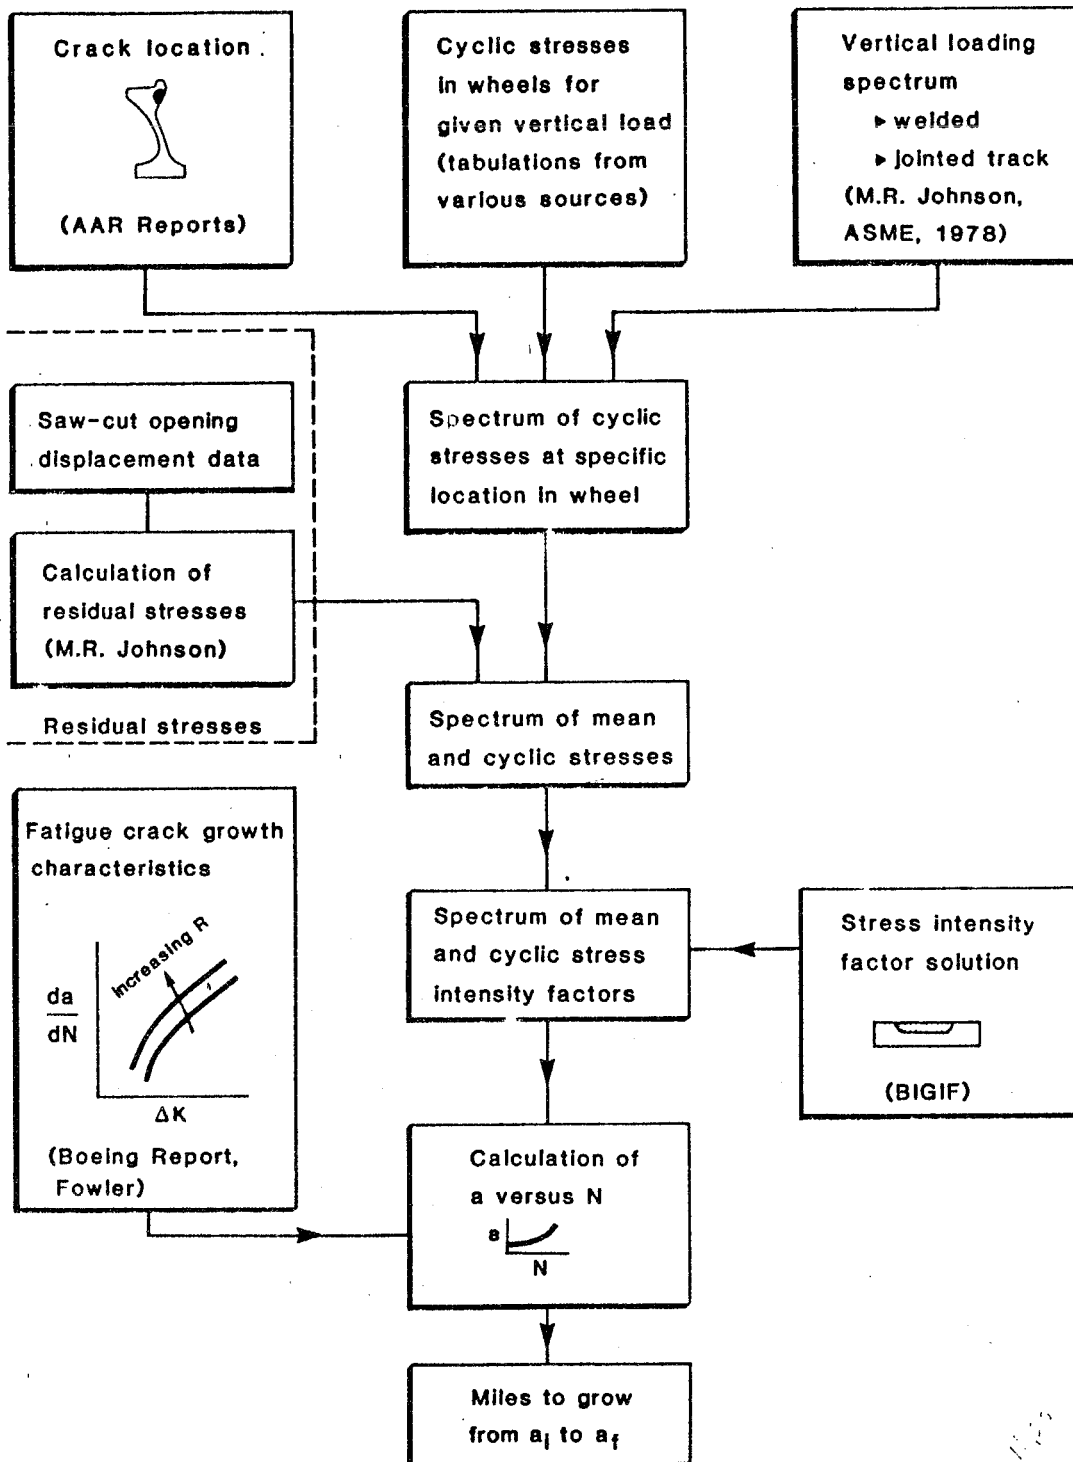 Crack location
(AAR Reports)
Cyclic stresses
in wheels for
given vertical load
(tabulations from
various sources)
Vertical loading
spectrum
▸ welded
▸ jointed track
(M.R. Johnson,
ASME, 1978)
Saw-cut opening
displacement data
Calculation of
residual stresses
(M.R. Johnson)
Residual stresses
Spectrum of cyclic
stresses at specific
location in wheel
Spectrum of mean
and cyclic stresses
Fatigue crack growth
characteristics
Increasing R
da
dN
ΔK
(Boeing Report,
Fowler)
Spectrum of mean
and cyclic stress
intensity factors
Stress intensity
factor solution
(BIGIF)
Calculation of
a versus N
a
N
Miles to grow
from ai to af